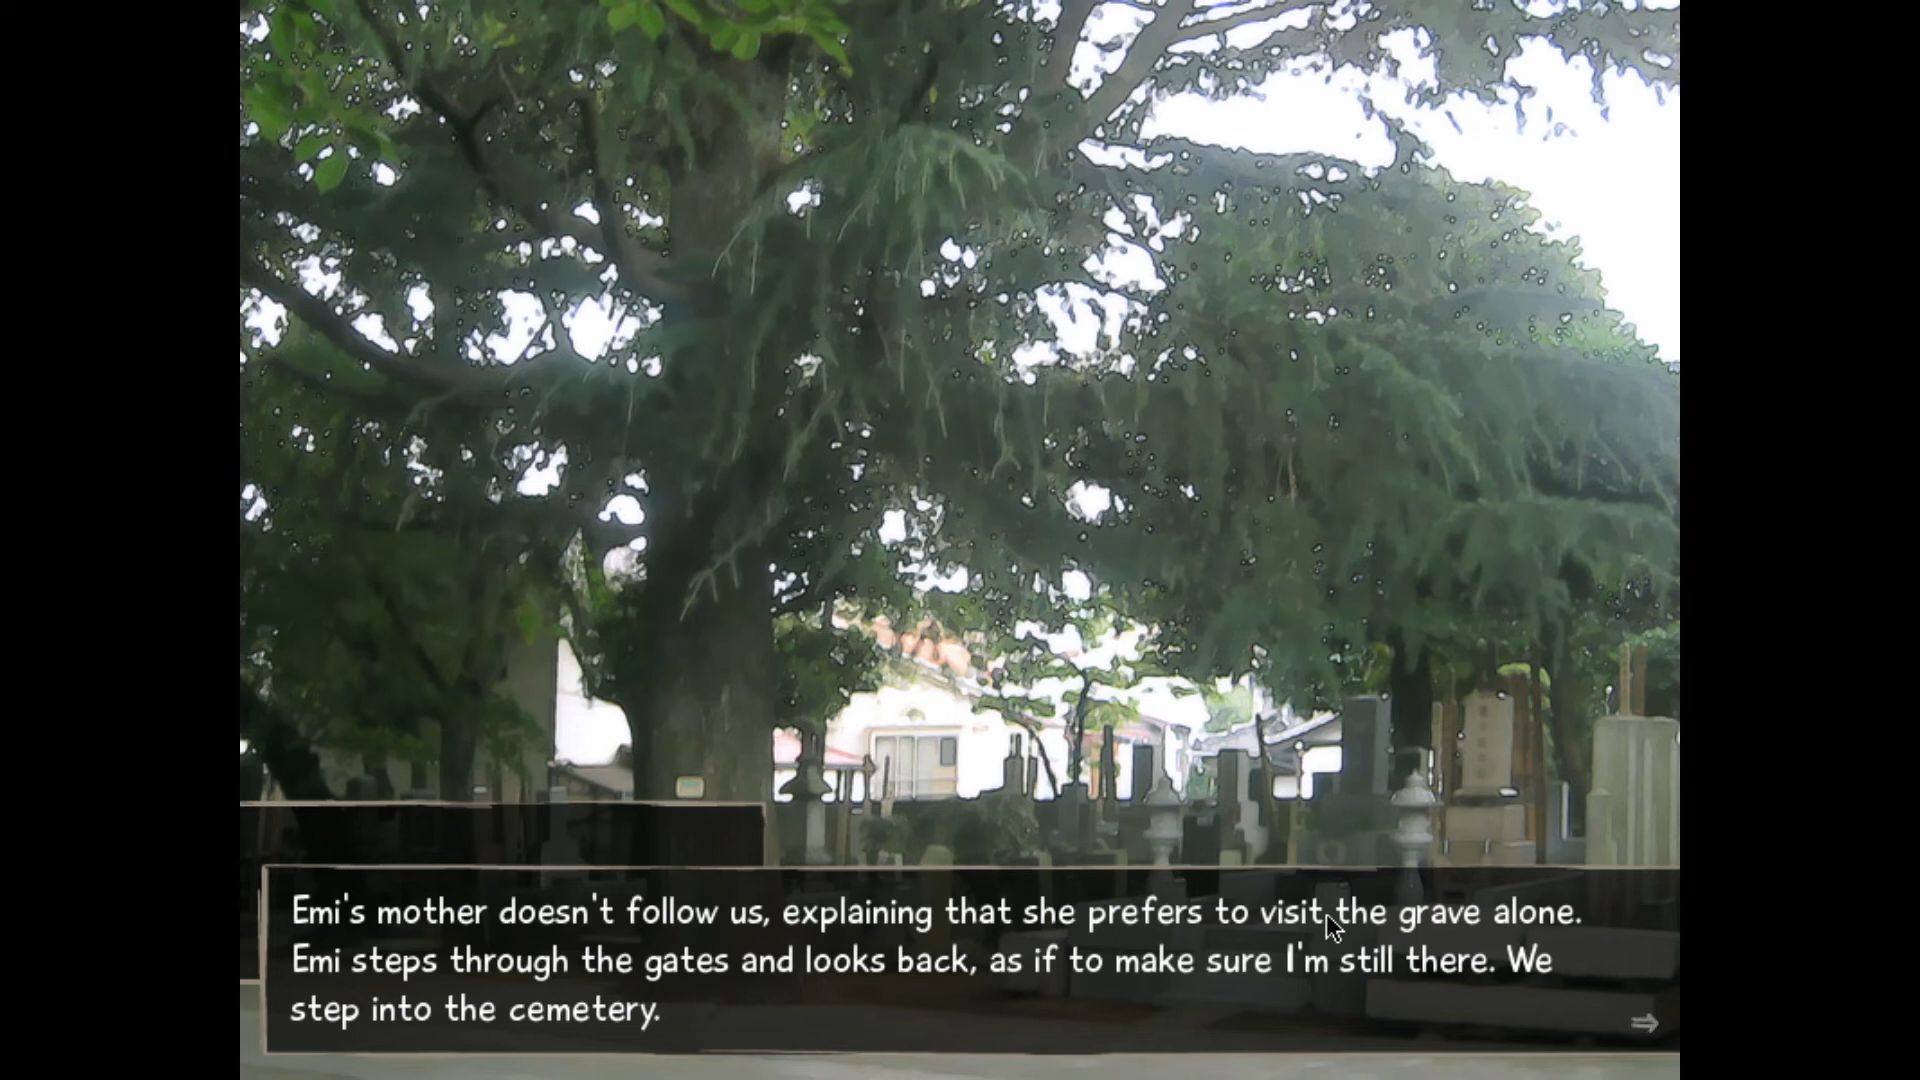 Emi's mother doesn't follow us, explaining that she prefers to visit the grave alone.
Emi steps through the gates and looks back, as if to make sure I'm still there. We
step into the cemetery.